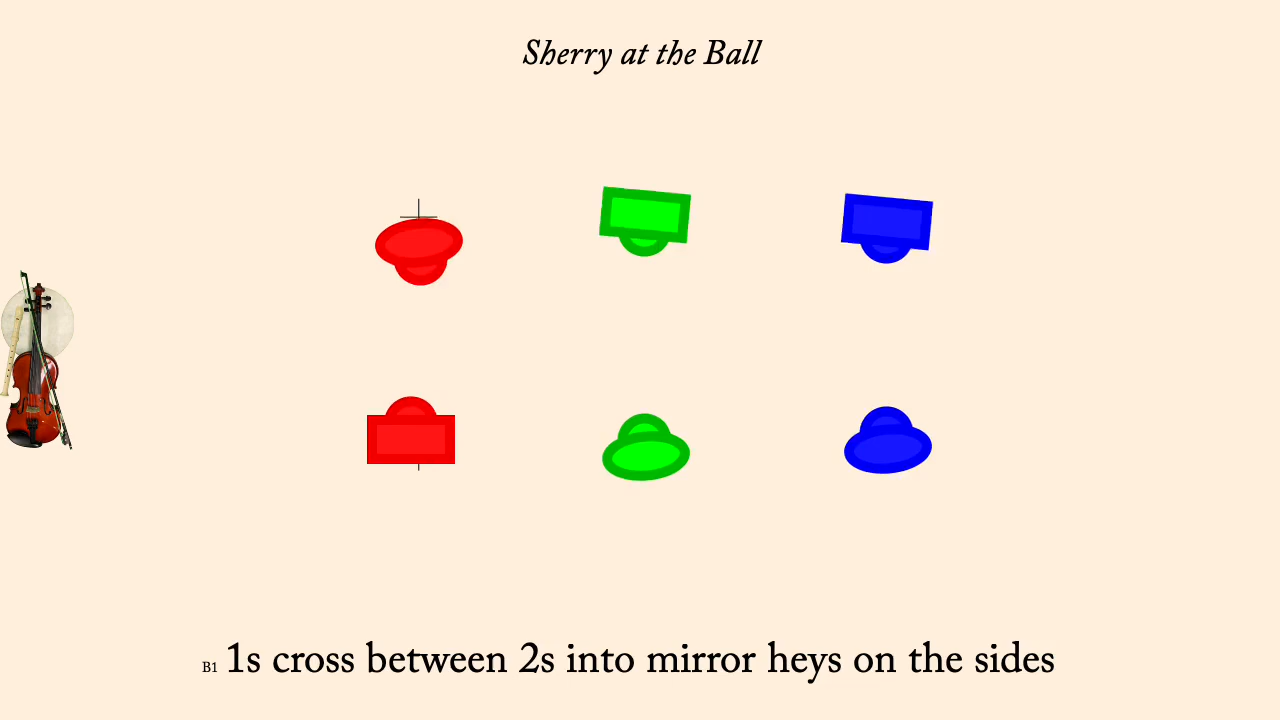 Sherry at the Ball
B1 1s cross between 2s into mirror heys on the sides